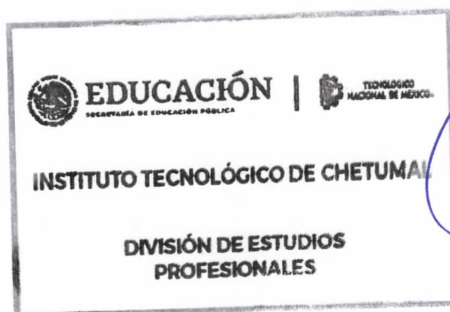 EDUCACIÓN
SECRETARÍA DE EDUCACIÓN PÚBLICA
TECNOLÓGICO
NACIONAL DE MÉXICO
INSTITUTO TECNOLÓGICO DE CHETUMAL
DIVISIÓN DE ESTUDIOS
PROFESIONALES